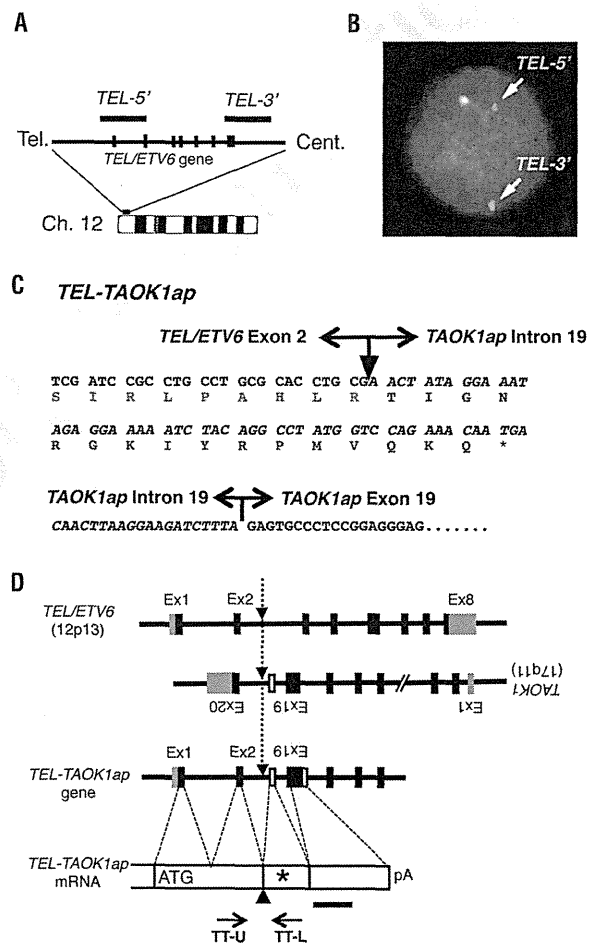 A
B
TEL-5'
TEL-3'
Tel.
TEL/ETV6 gene
Cent.
Ch. 12
TEL-5'
TEL-3'
C
TEL-TAOK1ap
TEL/ETV6 Exon 2
TAOK1ap Intron 19
TCG ATC CGC CTG CCT GCG CAC CTG CGA ACT ATA GGA AAT
S I R L P A H L R T I G N
AGA GGA AAA ATC TAC AGG CCT ATG GTC CAG AAA CAA TGA
R G K I Y R P M V Q K Q *
TAOK1ap Intron 19
TAOK1ap Exon 19
CAACTTAAGGAAGATCTTTA GAGTGCCCTCCGGAGGGAG.......
D
Ex1
Ex2
Ex8
TEL/ETV6
(12p13)
TAOK1
(17q11)
Ex20
Ex19
Ex1
Ex1
Ex2
Ex19
TEL-TAOK1ap
gene
TEL-TAOK1ap
mRNA
ATG
*
pA
TT-U
TT-L